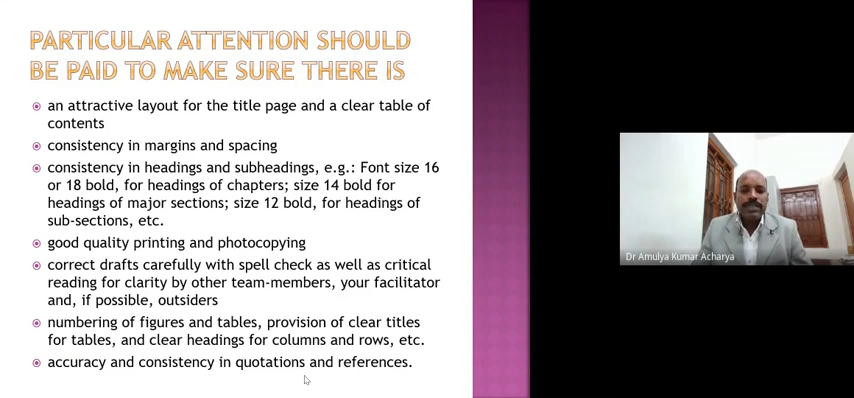 PARTICULAR ATTENTION SHOULD
BE PAID TO MAKE SURE THERE IS
an attractive layout for the title page and a clear table of
contents
consistency in margins and spacing
consistency in headings and subheadings, e.g.: Font size 16
or 18 bold, for headings of chapters; size 14 bold for
headings of major sections; size 12 bold, for headings of
sub-sections, etc.
good quality printing and photocopying
correct drafts carefully with spell check as well as critical
reading for clarity by other team-members, your facilitator
and, if possible, outsiders
numbering of figures and tables, provision of clear titles
for tables, and clear headings for columns and rows, etc.
accuracy and consistency in quotations and references.
Dr Amulya Kumar Acharya